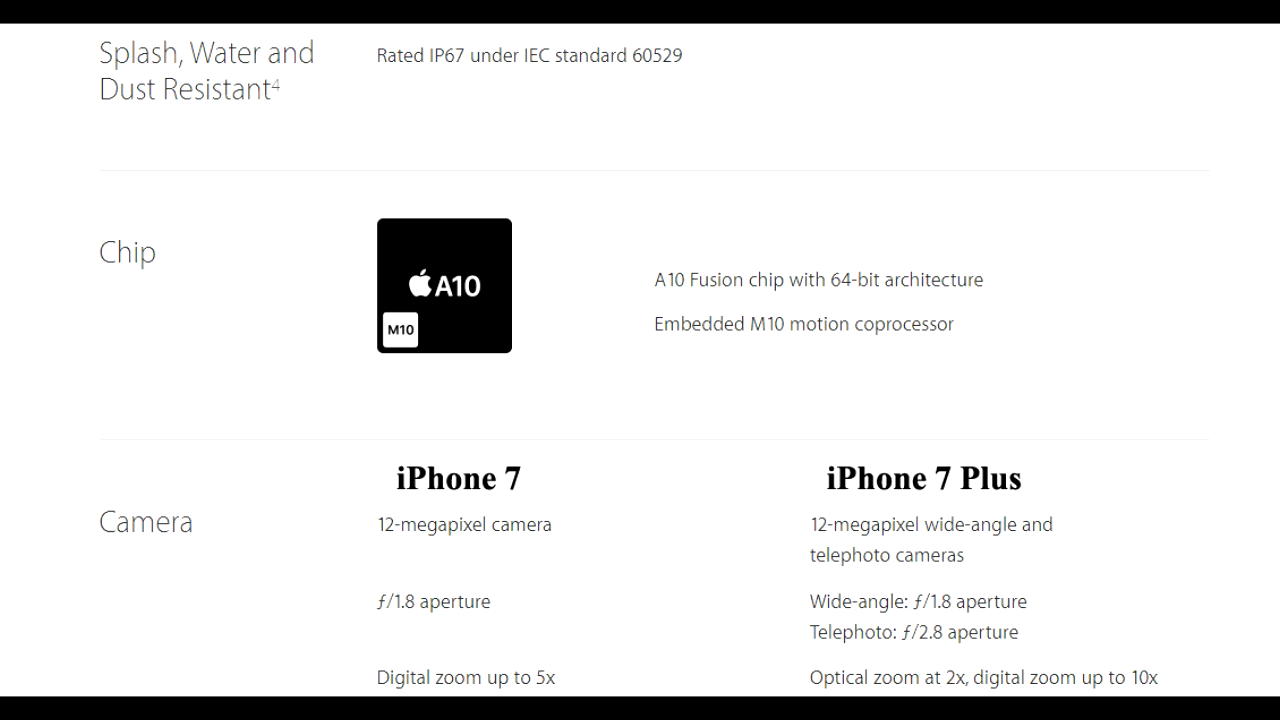 Splash, Water and
Dust Resistant⁴
Rated IP67 under IEC standard 60529
Chip
A10
M10
A10 Fusion chip with 64-bit architecture
Embedded M10 motion coprocessor
iPhone 7
iPhone 7 Plus
Camera
12-megapixel camera
12-megapixel wide-angle and
telephoto cameras
ƒ/1.8 aperture
Wide-angle: ƒ/1.8 aperture
Telephoto: ƒ/2.8 aperture
Digital zoom up to 5x
Optical zoom at 2x, digital zoom up to 10x